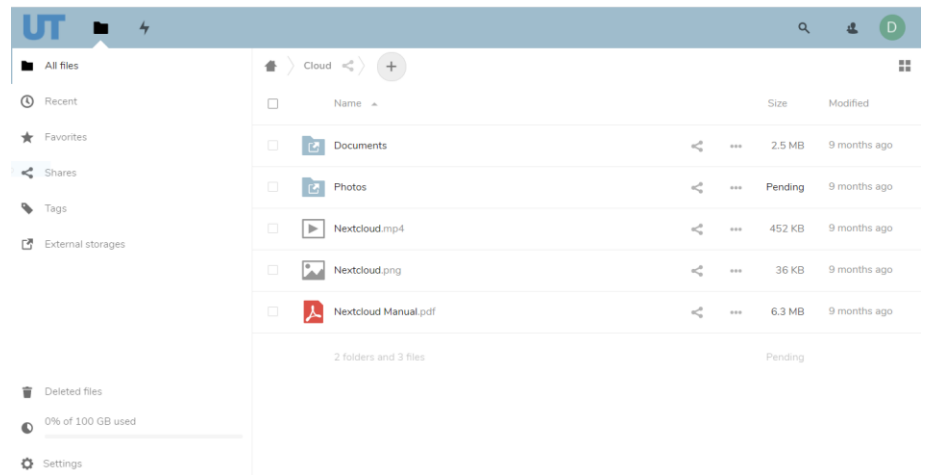 UT
D
All files
Recent
Favorites
Shares
Tags
External storages
Deleted files
0% of 100 GB used
Settings
Cloud
Name Size Modified
Documents 2.5 MB 9 months ago
Photos Pending 9 months ago
Nextcloud.mp4 452 KB 9 months ago
Nextcloud.png 36 KB 9 months ago
Nextcloud Manual.pdf 6.3 MB 9 months ago
2 folders and 3 files Pending